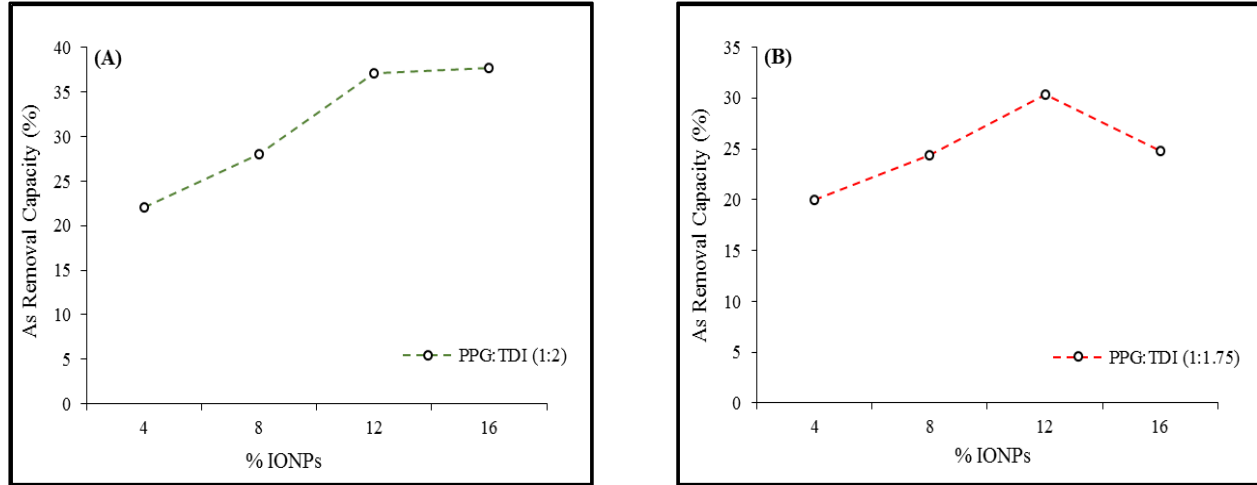 (A)
As Removal Capacity (%)
40
35
30
25
20
15
10
5
0
PPG:TDI (1:2)
4 8 12 16
% IONPs
(B)
As Removal Capacity (%)
35
30
25
20
15
10
5
0
PPG:TDI (1:1.75)
4 8 12 16
% IONPs